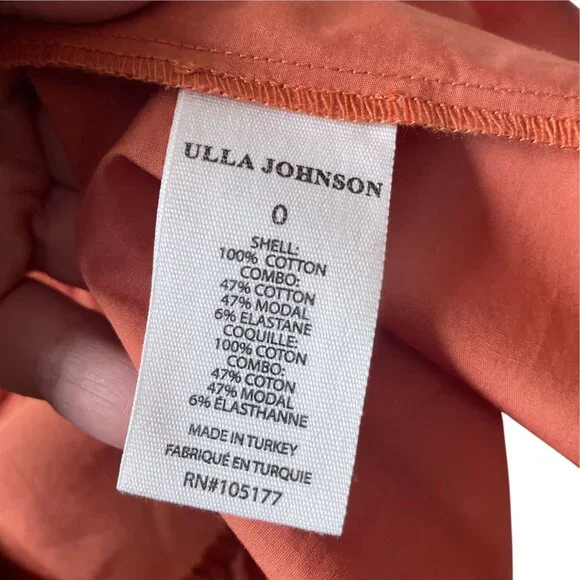 ULLA JOHNSON
0
SHELL:
100% COTTON
COMBO:
47% COTTON
47% MODAL
6% ELASTANE
COQUILLE:
100% COTON
COMBO:
47% COTON
47% MODAL
6% ÉLASTHANNE
MADE IN TURKEY
FABRIQUÉ EN TURQUIE
RN#105177